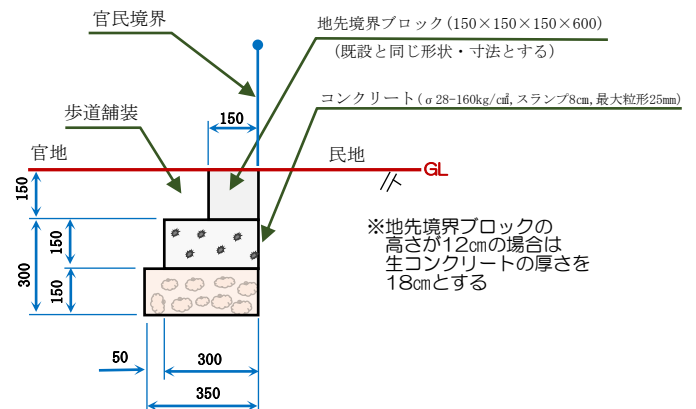 官民境界
地先境界ブロック(150×150×150×600)
(既設と同じ形状・寸法とする)
コンクリート(σ28-160kg/c㎡,スランプ8cm,最大粒形25mm)
歩道舗装
150
官地
民地
GL
150
※地先境界ブロックの
高さが12㎝の場合は
生コンクリートの厚さを
18㎝とする
300
150
150
50
300
350